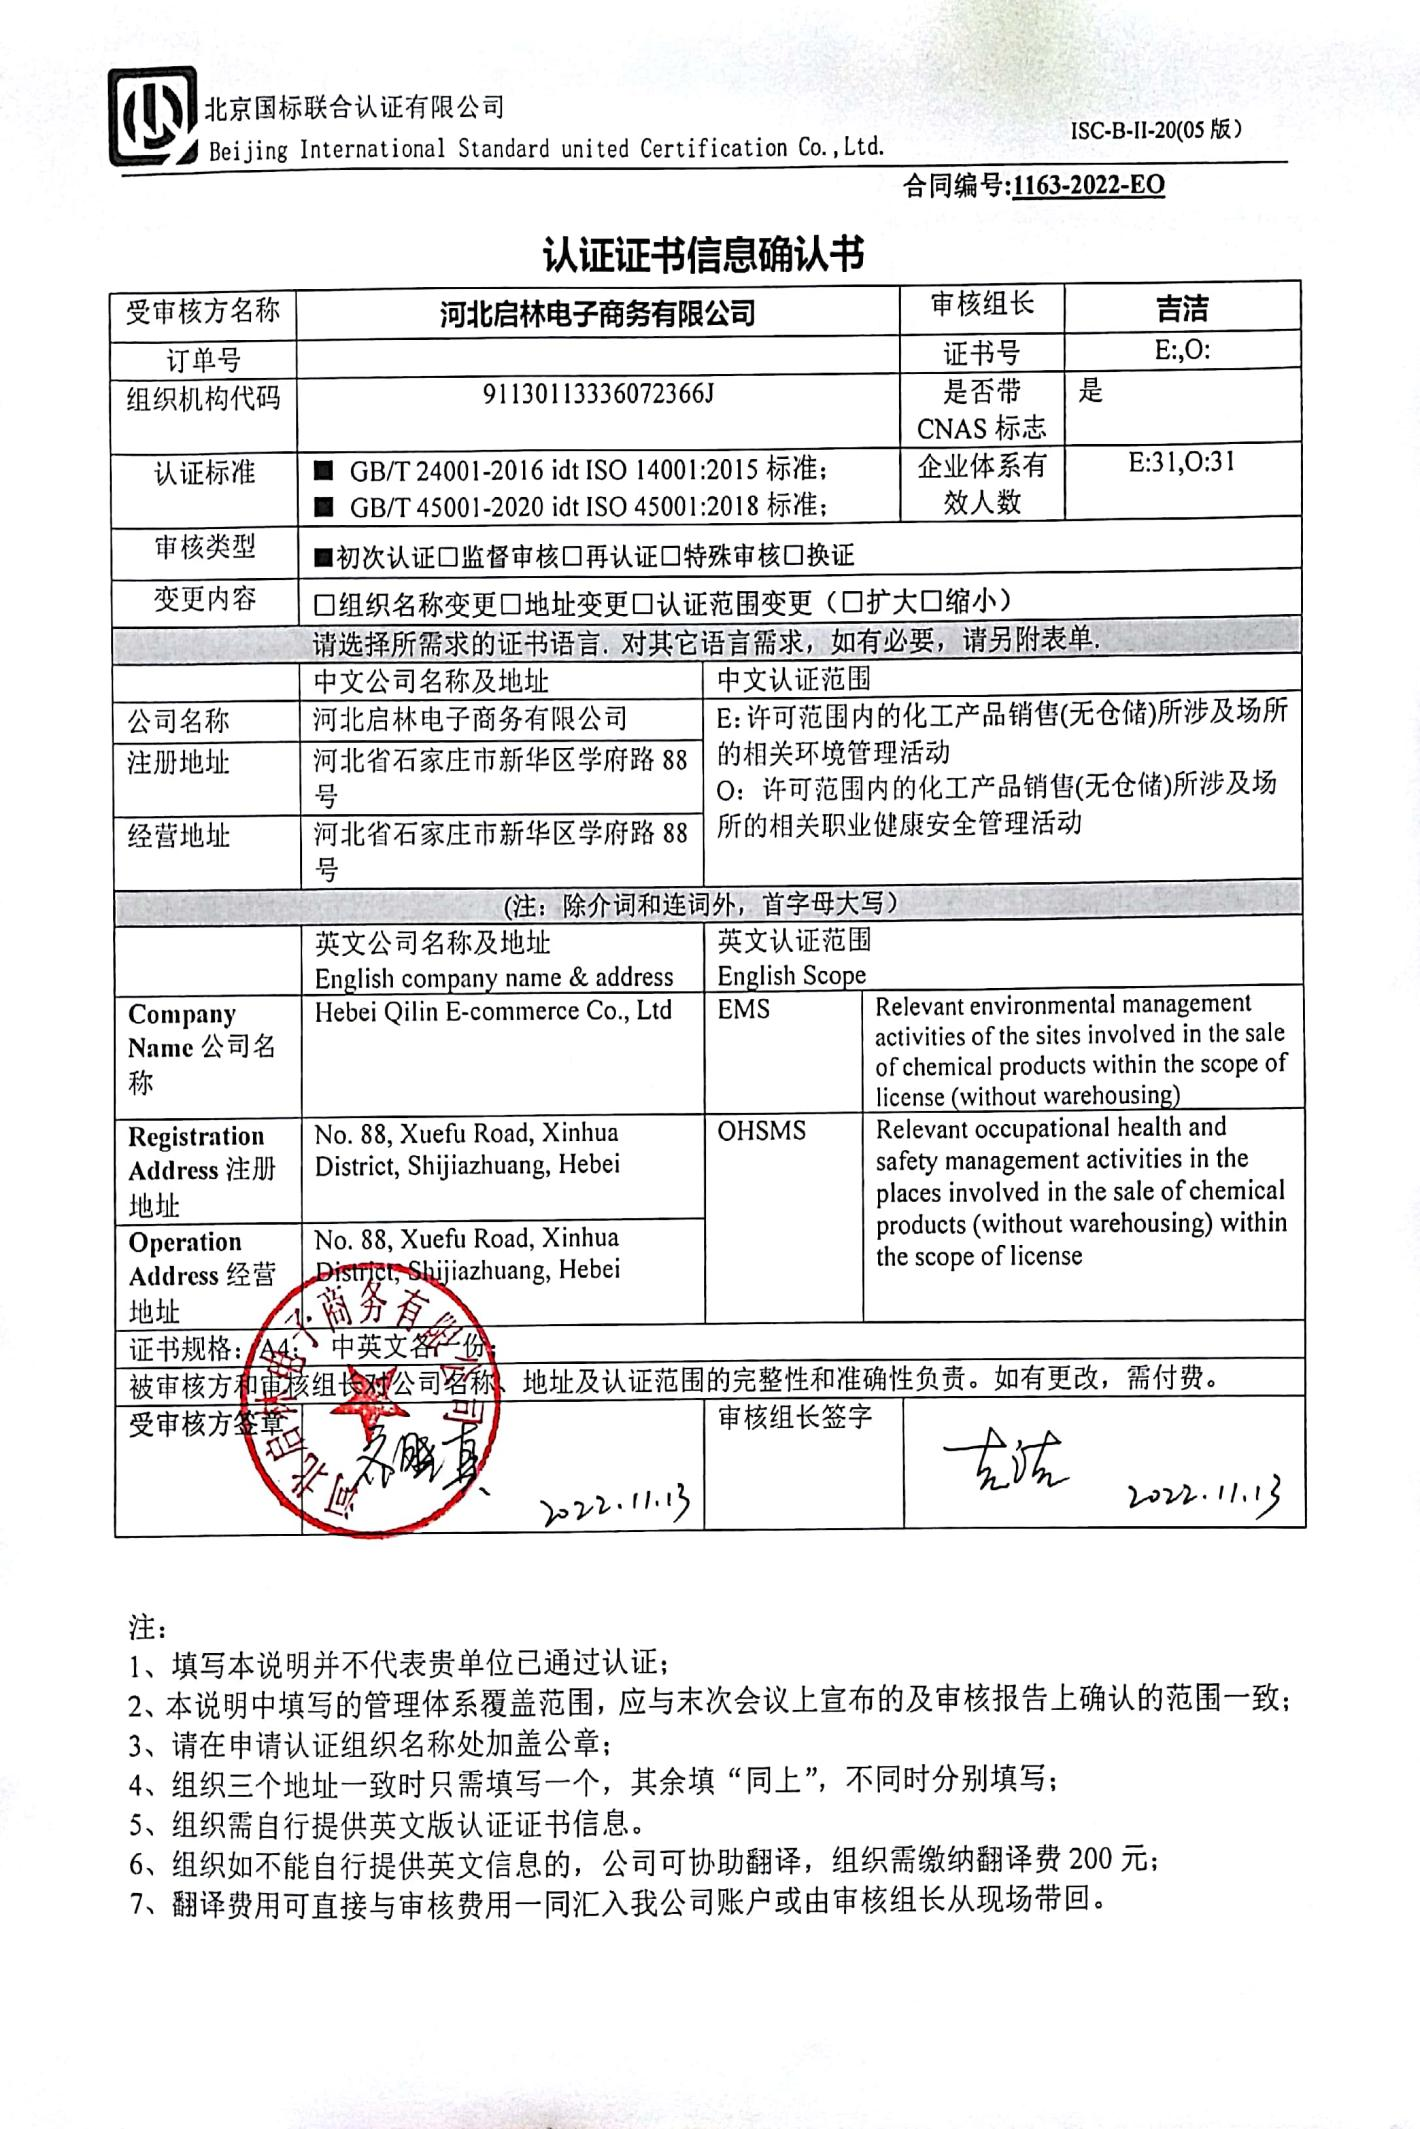 北京国标联合认证有限公司
Beijing International Standard united Certification Co.,Ltd.
ISC-B-II-20(05 版)
合同编号:1163-2022-EO
认证证书信息确认书
受审核方名称 河北启林电子商务有限公司 审核组长 吉洁
订单号 证书号 E:,O:
组织机构代码 91130113336072366J 是否带 是
CNAS 标志
认证标准 ■ GB/T 24001-2016 idt ISO 14001:2015 标准; 企业体系有 E:31,O:31
■ GB/T 45001-2020 idt ISO 45001:2018 标准; 效人数
审核类型 ■初次认证□监督审核□再认证□特殊审核□换证
变更内容 □组织名称变更□地址变更□认证范围变更（□扩大□缩小）
请选择所需求的证书语言. 对其它语言需求，如有必要，请另附表单.
中文公司名称及地址 中文认证范围
公司名称 河北启林电子商务有限公司
注册地址 河北省石家庄市新华区学府路 88
号
经营地址 河北省石家庄市新华区学府路 88
号
E:许可范围内的化工产品销售(无仓储)所涉及场所
的相关环境管理活动
O: 许可范围内的化工产品销售(无仓储)所涉及场
所的相关职业健康安全管理活动
(注: 除介词和连词外，首字母大写)
英文公司名称及地址 英文认证范围
English company name & address English Scope
Company
Name 公司名
称
Hebei Qilin E-commerce Co., Ltd
EMS
Relevant environmental management
activities of the sites involved in the sale
of chemical products within the scope of
license (without warehousing)
Registration
Address 注册
地址
No. 88, Xuefu Road, Xinhua
District, Shijiazhuang, Hebei
OHSMS
Relevant occupational health and
safety management activities in the
places involved in the sale of chemical
products (without warehousing) within
the scope of license
Operation
Address 经营
地址
No. 88, Xuefu Road, Xinhua
District, Shijiazhuang, Hebei
证书规格: A4; 中英文各 份;
被审核方和审核组长对公司名称、地址及认证范围的完整性和准确性负责。如有更改，需付费。
受审核方签章
河北启林电子商务有限公司
2022.11.13
审核组长签字
吉洁
2022.11.13
注:
1、填写本说明并不代表贵单位已通过认证;
2、本说明中填写的管理体系覆盖范围，应与末次会议上宣布的及审核报告上确认的范围一致;
3、请在申请认证组织名称处加盖公章;
4、组织三个地址一致时只需填写一个，其余填“同上”，不同时分别填写;
5、组织需自行提供英文版认证证书信息。
6、组织如不能自行提供英文信息的，公司可协助翻译，组织需缴纳翻译费 200 元;
7、翻译费用可直接与审核费用一同汇入我公司账户或由审核组长从现场带回。